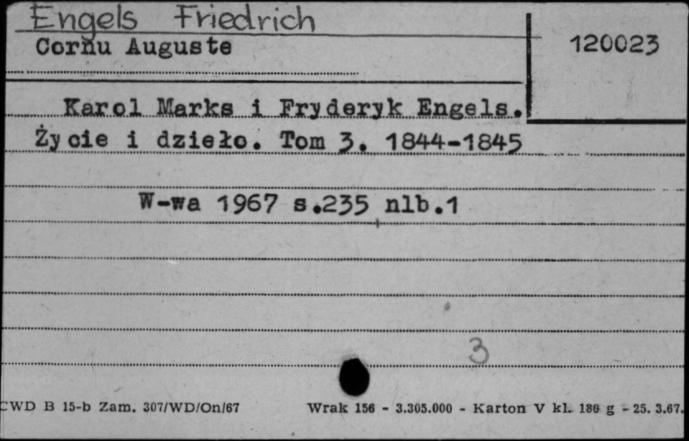 Engels Friedrich
Cornu Auguste
120023
Karol Marks i Fryderyk Engels.
Życie i dzieło. Tom 3. 1844-1845
W-wa 1967 s.235 nlb.1
3
CWD B 15-b Zam. 307/WD/On/67 Wrak 156 - 3.305.000 - Karton V kl. 180 g - 25. 3.67.